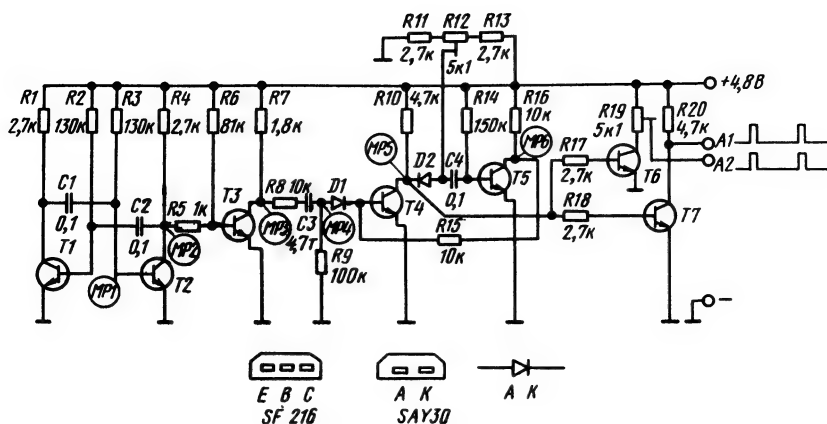 R11 R12 R13
2,7к 5к1 2,7к
+4,8В
R1 R2 R3 R4 R6 R7 R10 4,7к R14 R16 R19 R20
2,7к 130к 130к 2,7к 81к 1,8к 150к 10к 5к1 4,7к
MP5 D2 C4 MP6 R17 A1
A2
C1 0,1
C2 0,1
R5 1к
T3
R8 10к
C3 4,7т
D1
T4
0,1
T5
2,7к
T6
R18
2,7к
T7
T1
MP1
MP2
T2
MP3
MP4
R9
100к
R15
10к
−
E B C
SF 216
A K
SAY30
A K